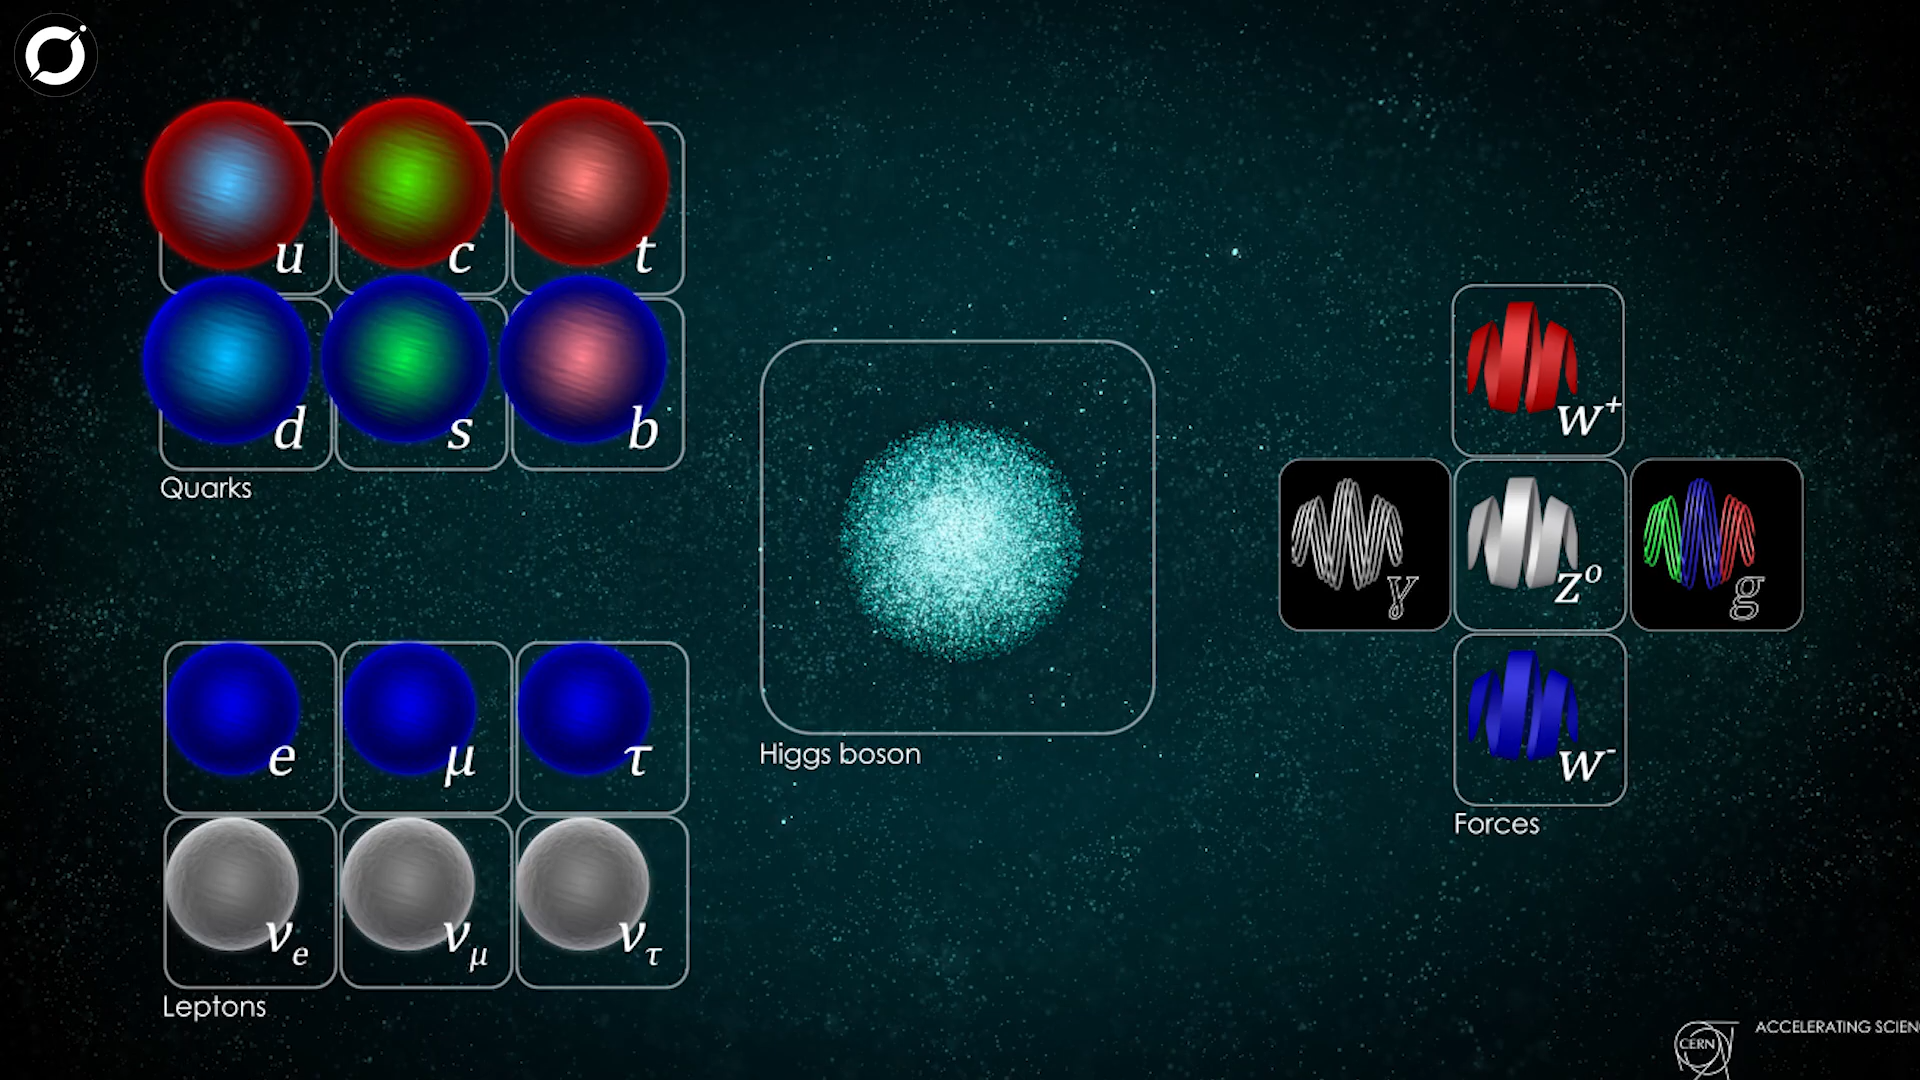 u c t
d s b
Quarks
e μ τ
νe νμ ντ
Leptons
Higgs boson
W+
γ Z0 g
W-
Forces
CERN
ACCELERATING SCIEN